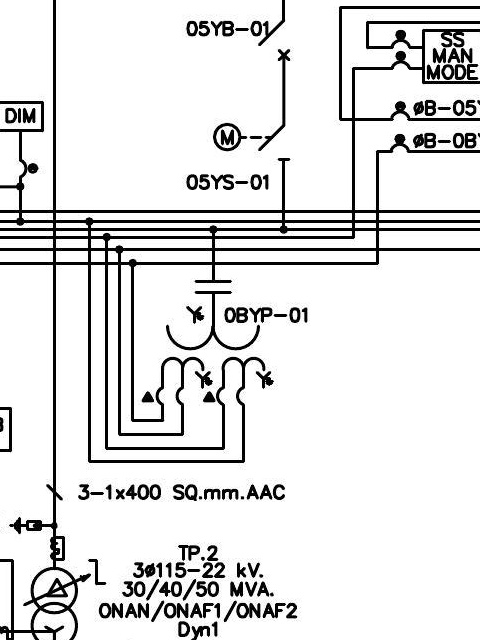 05YB-01
SS
MAN
MODE
DIM
øB-05Y
M
øB-0BY
05YS-01
0BYP-01
3-1x400 SQ.mm.AAC
TP.2
3ø115-22 kV.
30/40/50 MVA.
ONAN/ONAF1/ONAF2
Dyn1